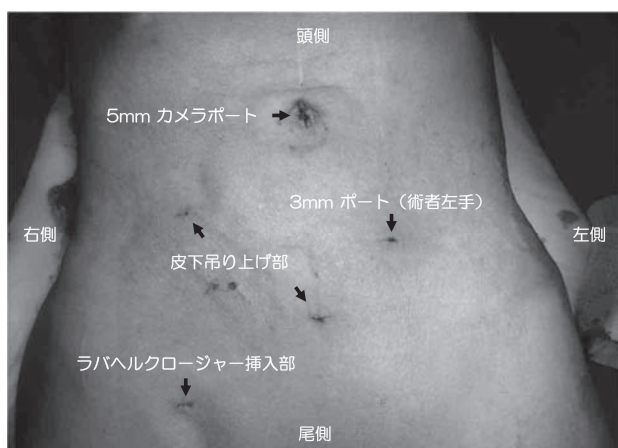 頭側
5mm カメラポート
3mm ポート（術者左手）
右側
左側
皮下吊り上げ部
ラバヘルクロージャー挿入部
尾側